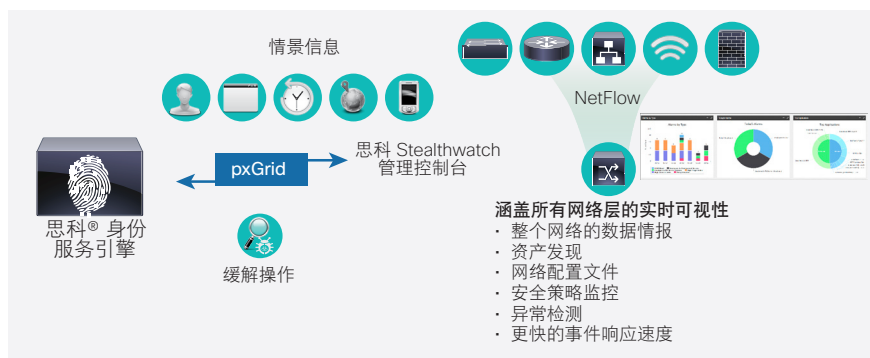 情景信息
NetFlow
思科 Stealthwatch
管理控制台
pxGrid
思科® 身份
服务引擎
缓解操作
涵盖所有网络层的实时可视性
· 整个网络的数据情报
· 资产发现
· 网络配置文件
· 安全策略监控
· 异常检测
· 更快的事件响应速度